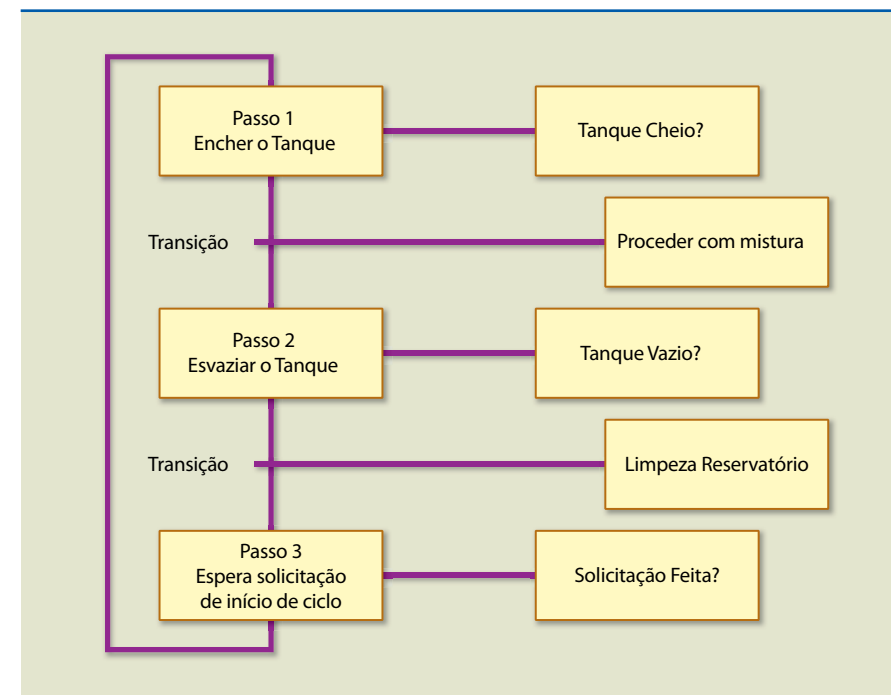 Passo 1
Encher o Tanque
Tanque Cheio?
Transição
Proceder com mistura
Passo 2
Esvaziar o Tanque
Tanque Vazio?
Transição
Limpeza Reservatório
Passo 3
Espera solicitação
de início de ciclo
Solicitação Feita?